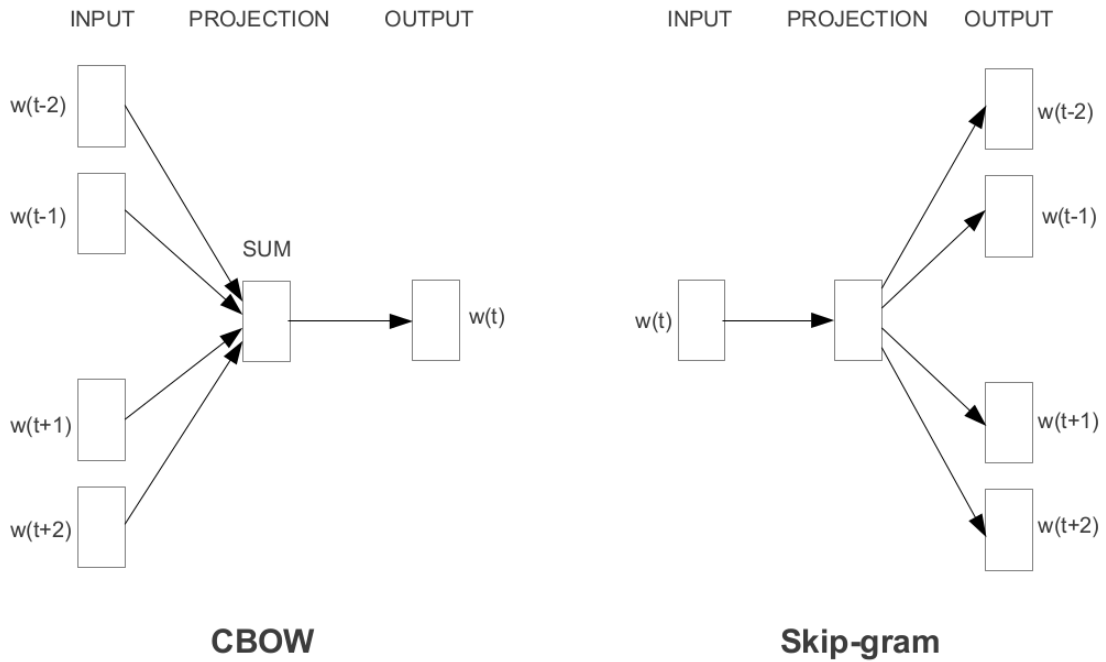 INPUT PROJECTION OUTPUT
w(t-2)
w(t-1)
SUM
w(t)
w(t+1)
w(t+2)
CBOW
INPUT PROJECTION OUTPUT
w(t-2)
w(t-1)
w(t)
w(t+1)
w(t+2)
Skip-gram